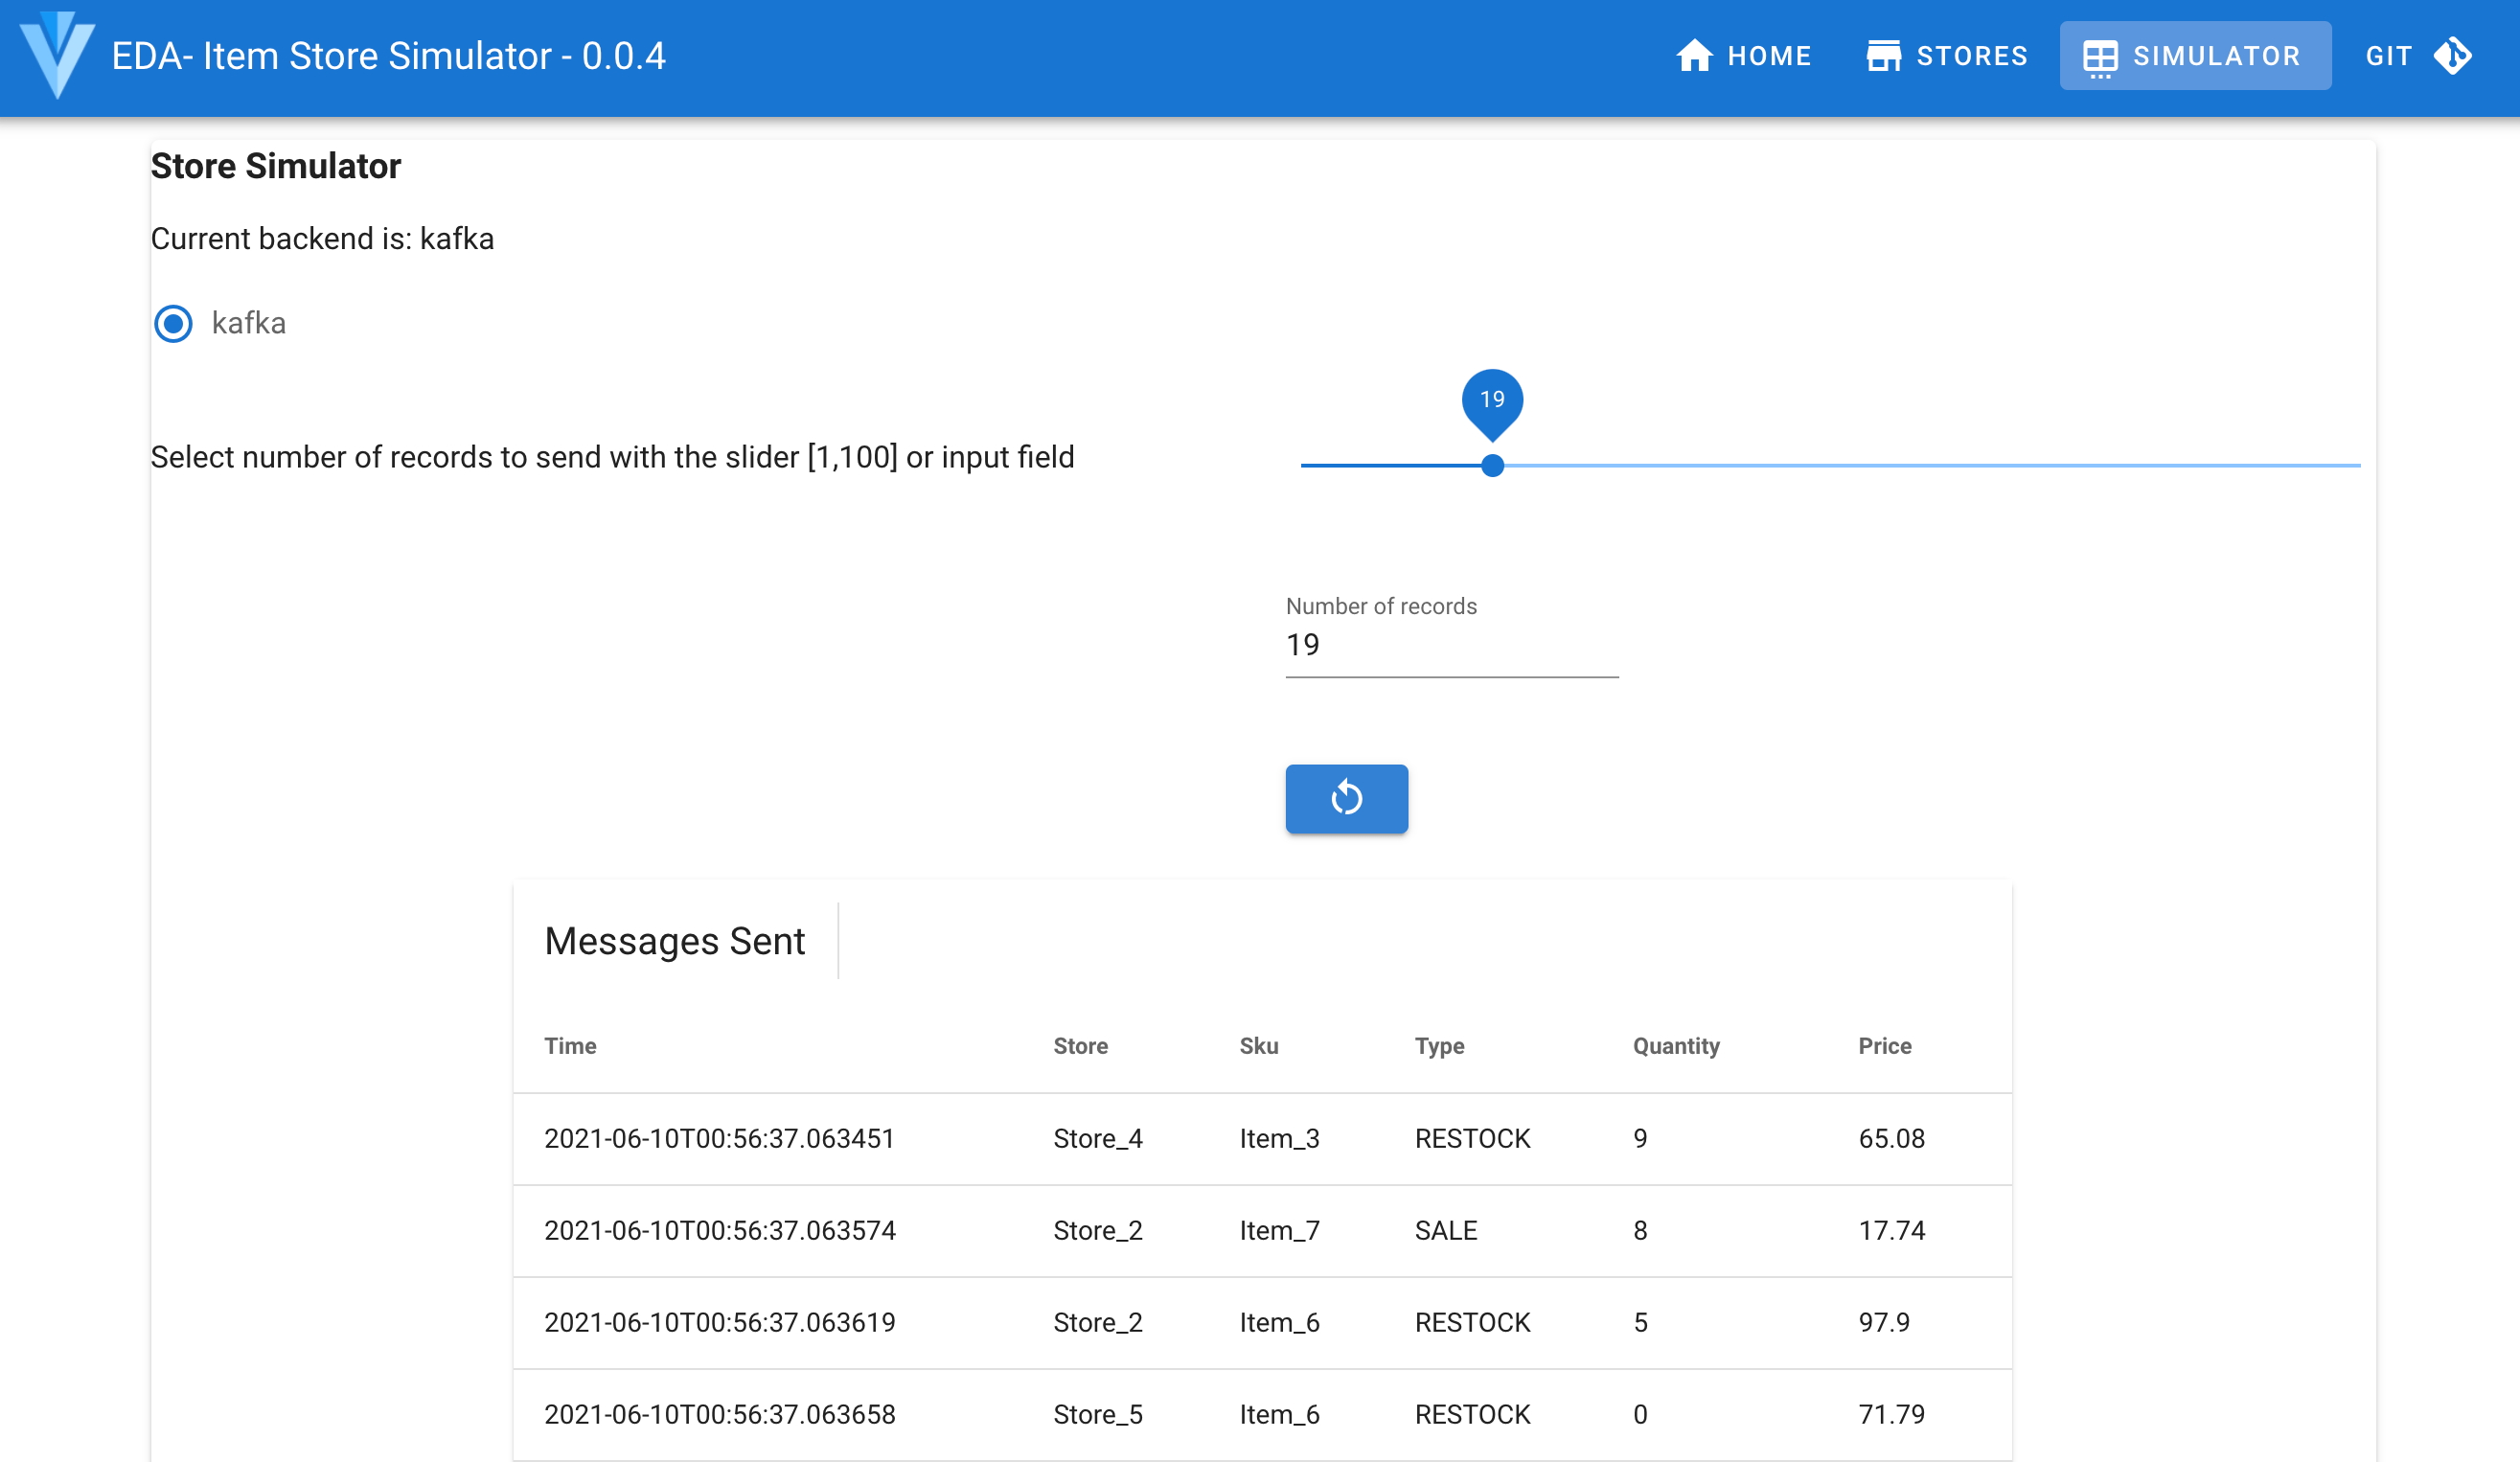 EDA- Item Store Simulator - 0.0.4 HOME STORES SIMULATOR GIT
Store Simulator
Current backend is: kafka
kafka
19
Select number of records to send with the slider [1,100] or input field
Number of records
19
Messages Sent
Time Store Sku Type Quantity Price
2021-06-10T00:56:37.063451 Store_4 Item_3 RESTOCK 9 65.08
2021-06-10T00:56:37.063574 Store_2 Item_7 SALE 8 17.74
2021-06-10T00:56:37.063619 Store_2 Item_6 RESTOCK 5 97.9
2021-06-10T00:56:37.063658 Store_5 Item_6 RESTOCK 0 71.79